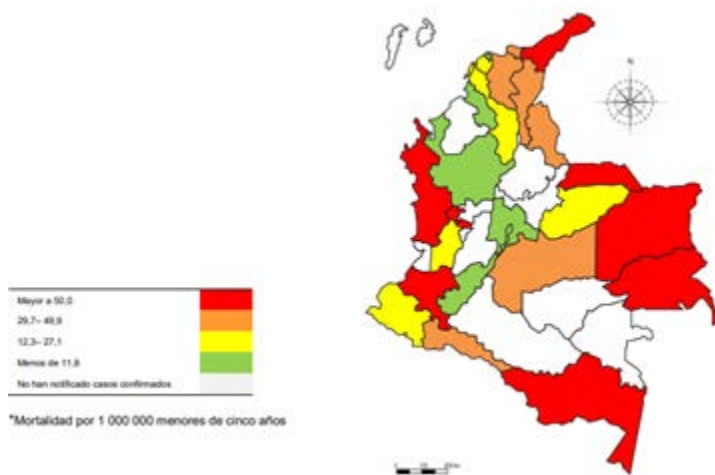 N
Mayor a 50,0
29,7– 49,9
12,3– 27,1
Menos de 11,8
No han notificado casos confirmados
*Mortalidad por 1 000 000 menores de cinco años